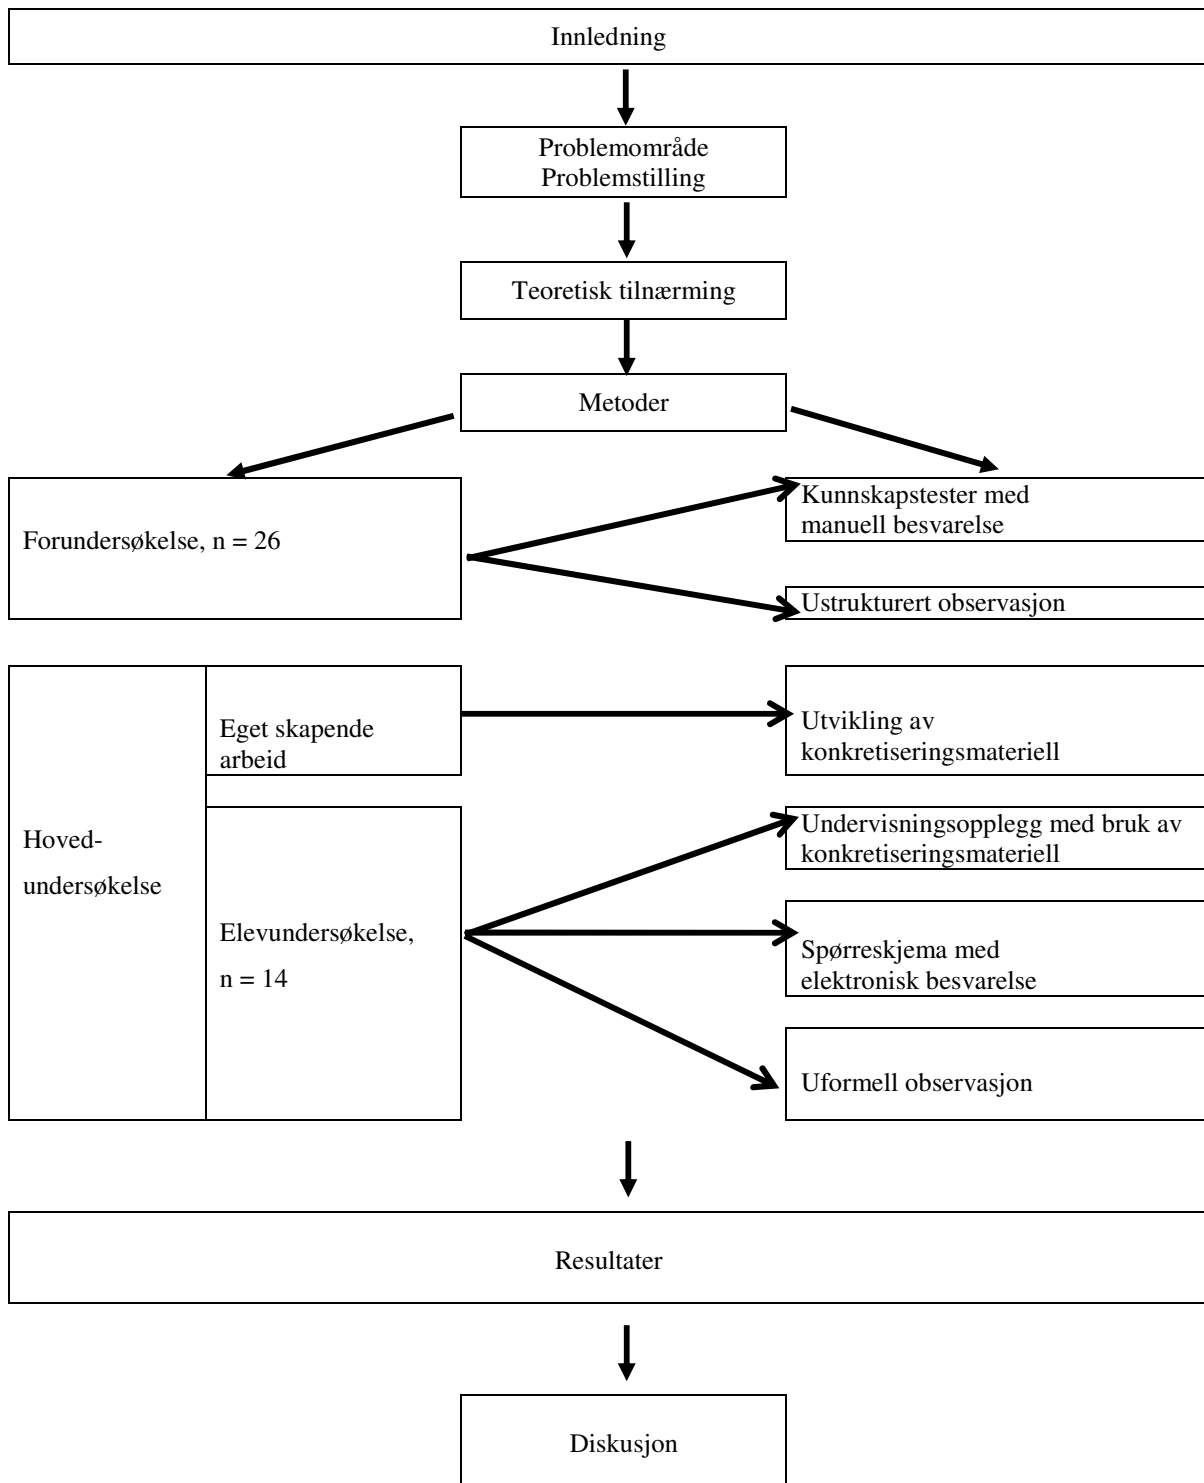 Innledning
Problemområde
Problemstilling
Teoretisk tilnærming
Metoder
Forundersøkelse, n = 26
Kunnskapstester med
manuell besvarelse
Ustrukturert observasjon
Hoved-
undersøkelse
Eget skapende
arbeid
Utvikling av
konkretiseringsmateriell
Elevundersøkelse,
n = 14
Undervisningsopplegg med bruk av
konkretiseringsmateriell
Spørreskjema med
elektronisk besvarelse
Uformell observasjon
Resultater
Diskusjon